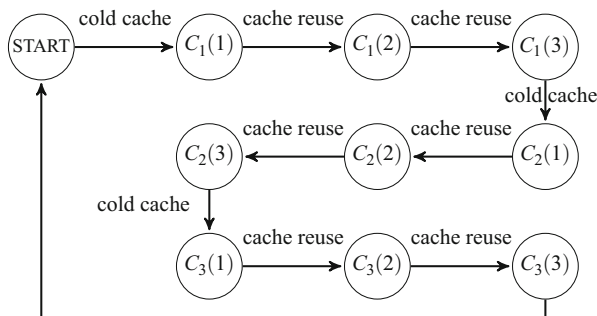 cold cache cache reuse cache reuse
START C₁(1) C₁(2) C₁(3)
cold cache
cache reuse cache reuse
C₂(3) C₂(2) C₂(1)
cold cache
cache reuse cache reuse
C₃(1) C₃(2) C₃(3)